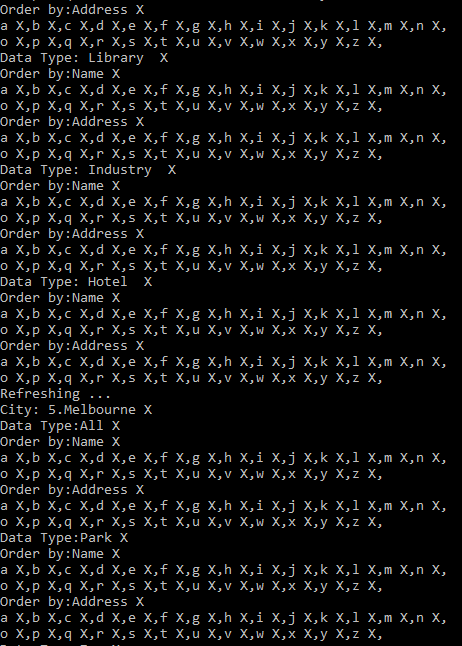 Order by:Address X
a X,b X,c X,d X,e X,f X,g X,h X,i X,j X,k X,l X,m X,n X,
o X,p X,q X,r X,s X,t X,u X,v X,w X,x X,y X,z X,
Data Type: Library  X
Order by:Name X
a X,b X,c X,d X,e X,f X,g X,h X,i X,j X,k X,l X,m X,n X,
o X,p X,q X,r X,s X,t X,u X,v X,w X,x X,y X,z X,
Order by:Address X
a X,b X,c X,d X,e X,f X,g X,h X,i X,j X,k X,l X,m X,n X,
o X,p X,q X,r X,s X,t X,u X,v X,w X,x X,y X,z X,
Data Type: Industry  X
Order by:Name X
a X,b X,c X,d X,e X,f X,g X,h X,i X,j X,k X,l X,m X,n X,
o X,p X,q X,r X,s X,t X,u X,v X,w X,x X,y X,z X,
Order by:Address X
a X,b X,c X,d X,e X,f X,g X,h X,i X,j X,k X,l X,m X,n X,
o X,p X,q X,r X,s X,t X,u X,v X,w X,x X,y X,z X,
Data Type: Hotel  X
Order by:Name X
a X,b X,c X,d X,e X,f X,g X,h X,i X,j X,k X,l X,m X,n X,
o X,p X,q X,r X,s X,t X,u X,v X,w X,x X,y X,z X,
Order by:Address X
a X,b X,c X,d X,e X,f X,g X,h X,i X,j X,k X,l X,m X,n X,
o X,p X,q X,r X,s X,t X,u X,v X,w X,x X,y X,z X,
Refreshing ...
City: 5.Melbourne X
Data Type:All X
Order by:Name X
a X,b X,c X,d X,e X,f X,g X,h X,i X,j X,k X,l X,m X,n X,
o X,p X,q X,r X,s X,t X,u X,v X,w X,x X,y X,z X,
Order by:Address X
a X,b X,c X,d X,e X,f X,g X,h X,i X,j X,k X,l X,m X,n X,
o X,p X,q X,r X,s X,t X,u X,v X,w X,x X,y X,z X,
Data Type:Park X
Order by:Name X
a X,b X,c X,d X,e X,f X,g X,h X,i X,j X,k X,l X,m X,n X,
o X,p X,q X,r X,s X,t X,u X,v X,w X,x X,y X,z X,
Order by:Address X
a X,b X,c X,d X,e X,f X,g X,h X,i X,j X,k X,l X,m X,n X,
o X,p X,q X,r X,s X,t X,u X,v X,w X,x X,y X,z X,